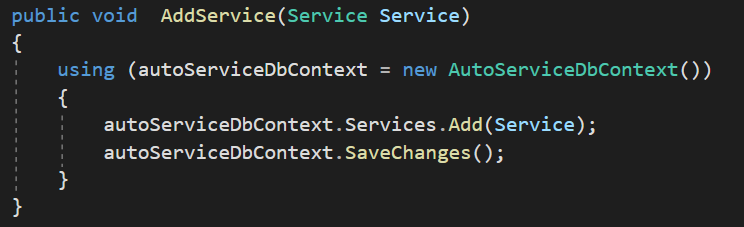 public void  AddService(Service Service)
{
    using (autoServiceDbContext = new AutoServiceDbContext())
    {
        autoServiceDbContext.Services.Add(Service);
        autoServiceDbContext.SaveChanges();
    }
}